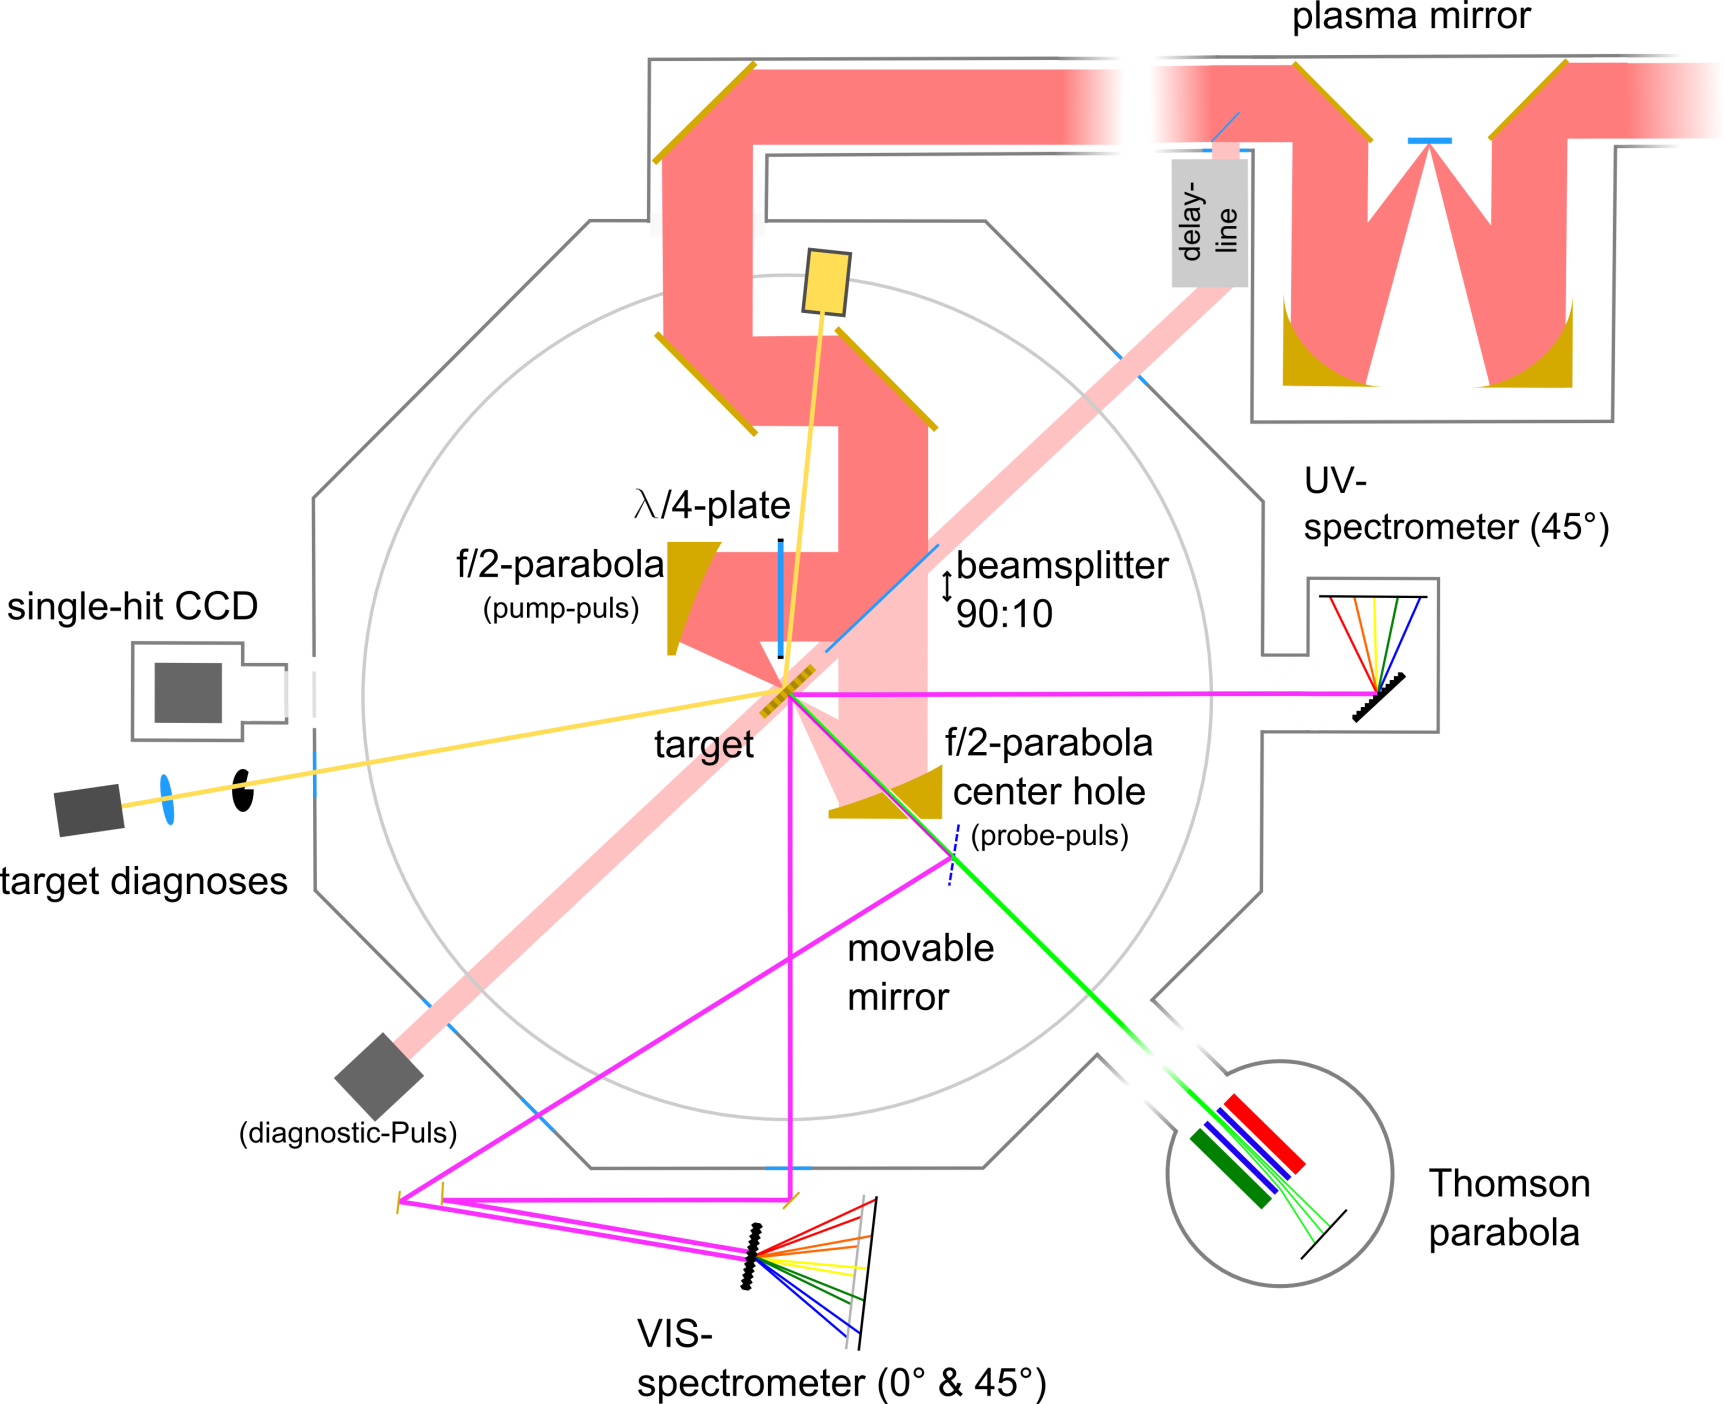 plasma mirror
delay-
line
λ/4-plate
f/2-parabola
(pump-puls)
beamsplitter
90:10
UV-
spectrometer (45°)
single-hit CCD
target
f/2-parabola
center hole
(probe-puls)
target diagnoses
movable
mirror
(diagnostic-Puls)
Thomson
parabola
VIS-
spectrometer (0° & 45°)